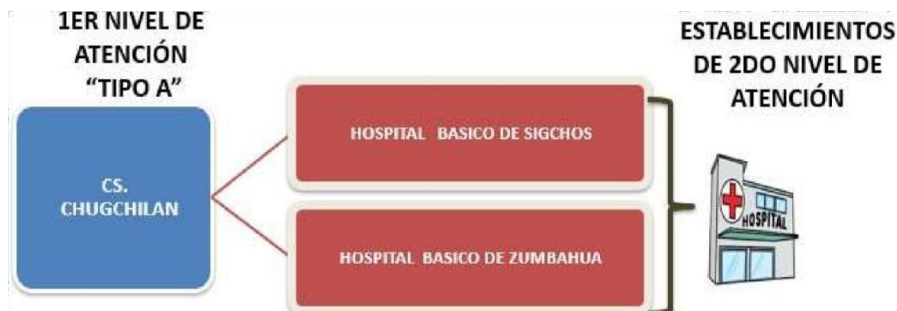 1ER NIVEL DE
ATENCIÓN
“TIPO A”
CS.
CHUGCHILAN
HOSPITAL BASICO DE SIGCHOS
HOSPITAL BASICO DE ZUMBAHUA
ESTABLECIMIENTOS
DE 2DO NIVEL DE
ATENCIÓN
HOSPITAL